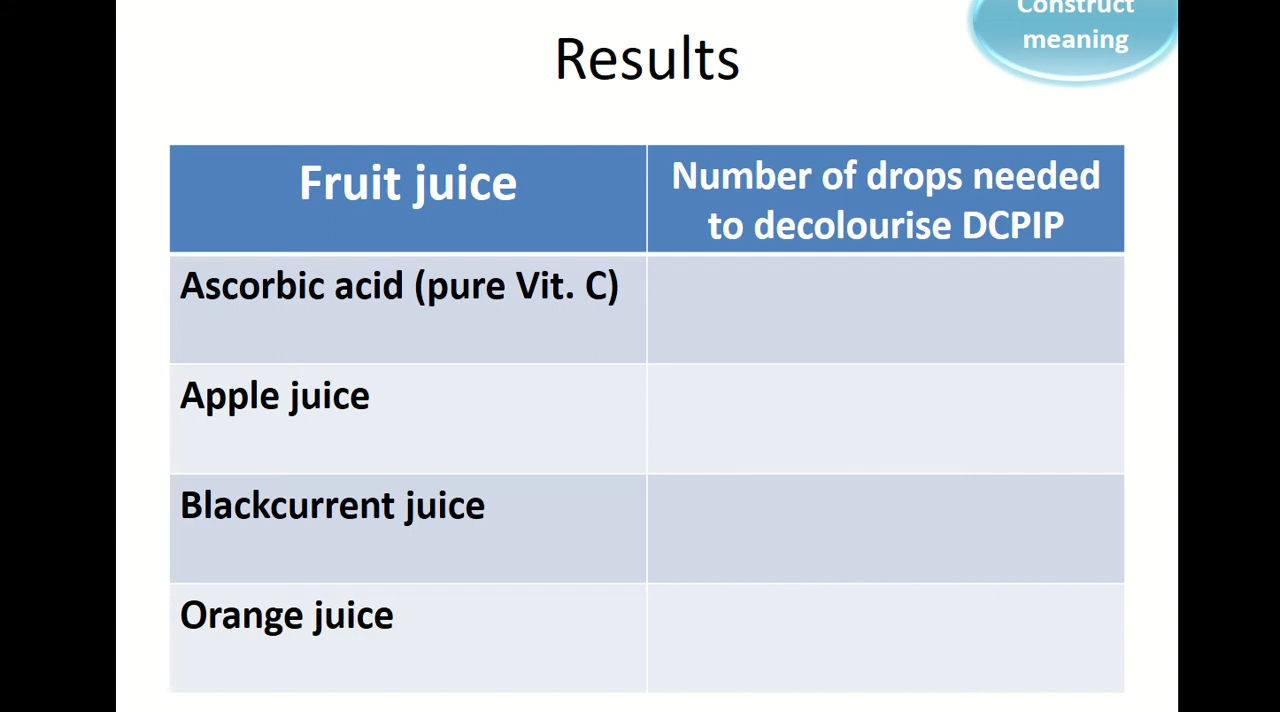 Construct
meaning
Results
Fruit juice
Number of drops needed
to decolourise DCPIP
Ascorbic acid (pure Vit. C)
Apple juice
Blackcurrent juice
Orange juice